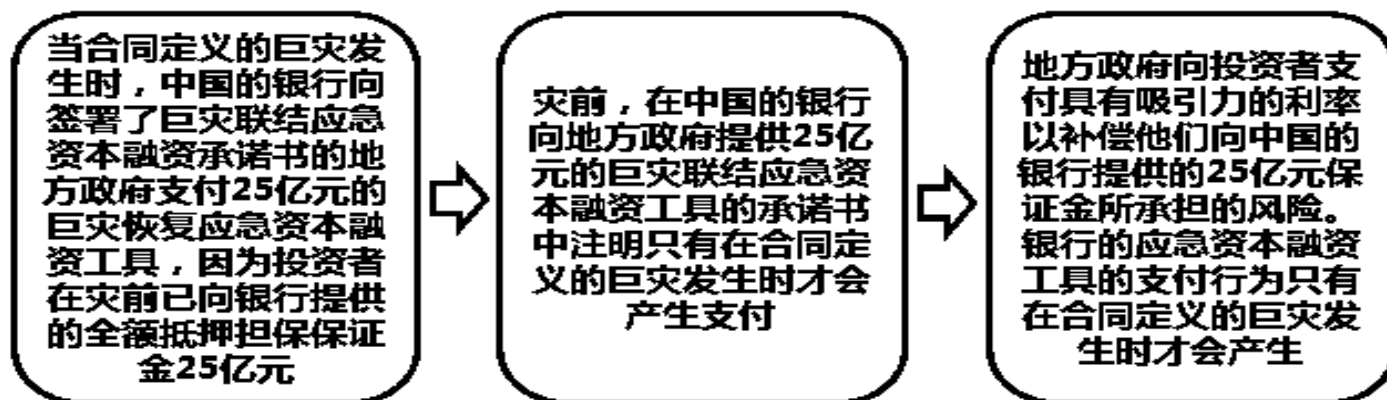 当合同定义的巨灾发
生时，中国的银行向
签署了巨灾联结应急
资本融资承诺书的地
方政府支付25亿元的
巨灾恢复应急资本融
资工具，因为投资者
在灾前已向银行提供
的全额抵押担保保证
金25亿元
灾前，在中国的银行
向地方政府提供25亿
元的巨灾联结应急资
本融资工具的承诺书
中注明只有在合同定
义的巨灾发生时才会
产生支付
地方政府向投资者支
付具有吸引力的利率
以补偿他们向中国的
银行提供的25亿元保
证金所承担的风险。
银行的应急资本融资
工具的支付行为只有
在合同定义的巨灾发
生时才会产生